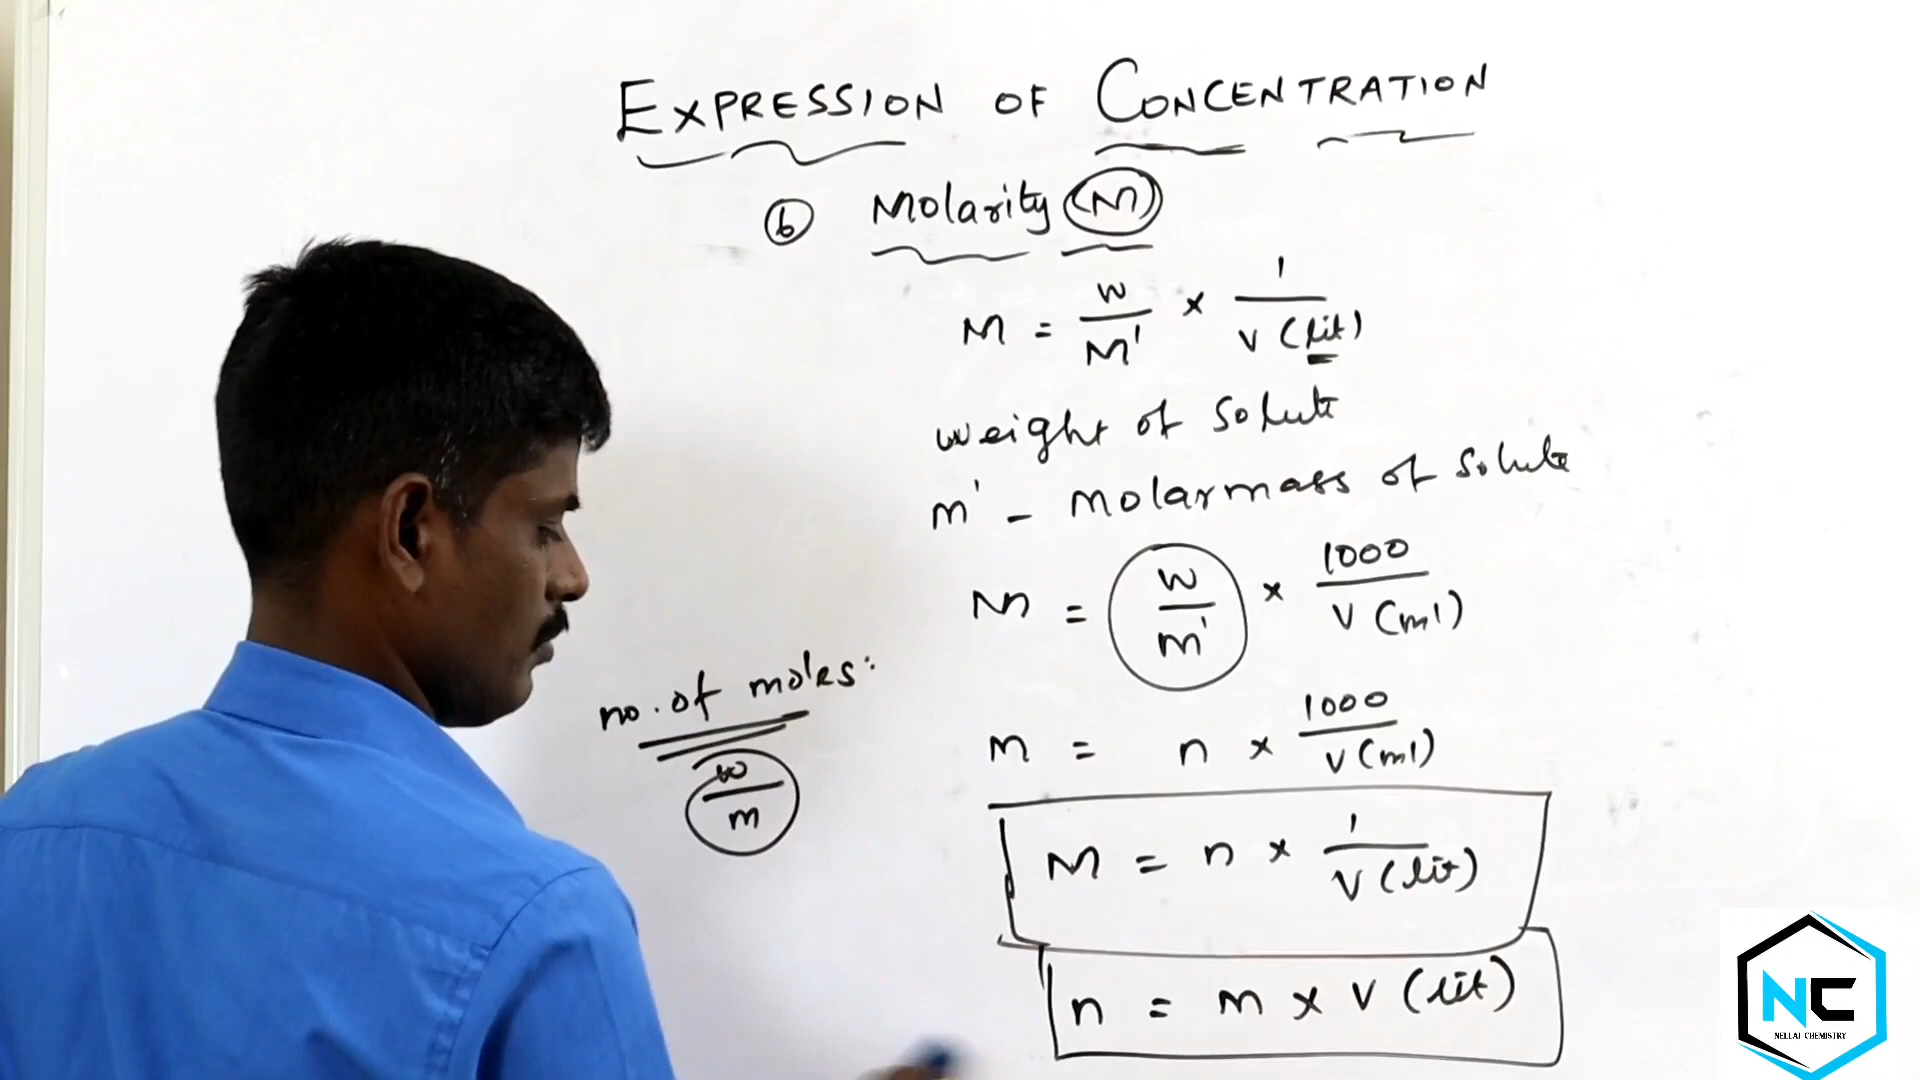 EXPRESSION OF CONCENTRATION
b Molarity (M)
M = w/M' × 1/V (lit)
weight of solute
m' - molarmass of solute
M = w/m' × 1000/V (ml)
no. of moles:
w/m
m = n × 1000/V(ml)
M = n × 1/V (lit)
n = m × V (lit)
NC
NELLAI CHEMISTRY